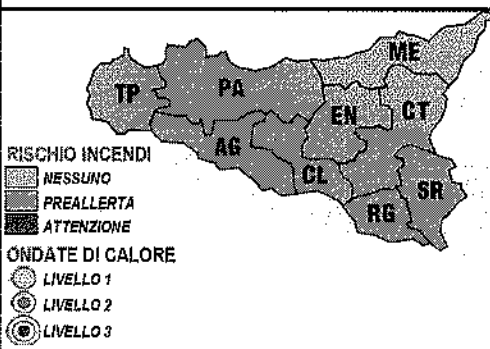 ME
PA
TP
EN
CT
AG
CL
SR
RG
RISCHIO INCENDI
NESSUNO
PREALLERTA
ATTENZIONE
ONDATE DI CALORE
LIVELLO 1
LIVELLO 2
LIVELLO 3